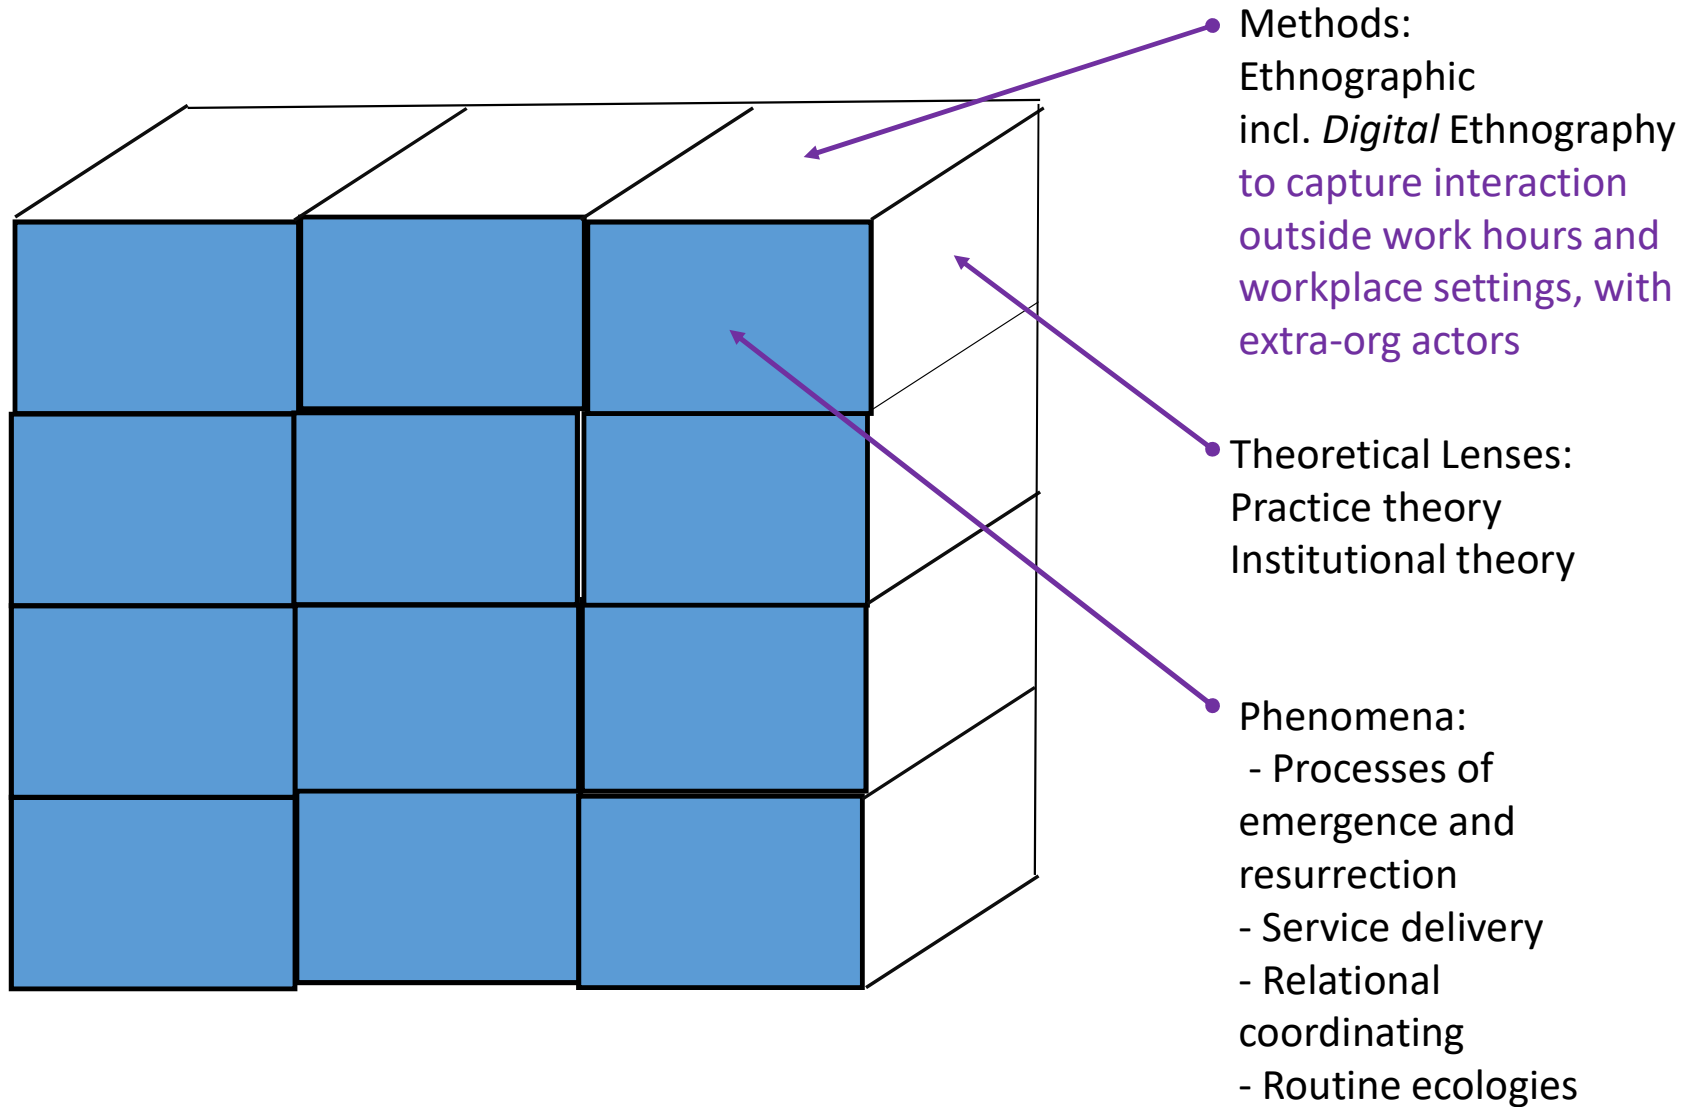 Methods:
Ethnographic
incl. Digital Ethnography
to capture interaction
outside work hours and
workplace settings, with
extra-org actors
Theoretical Lenses:
Practice theory
Institutional theory
Phenomena:
- Processes of
emergence and
resurrection
- Service delivery
- Relational
coordinating
- Routine ecologies